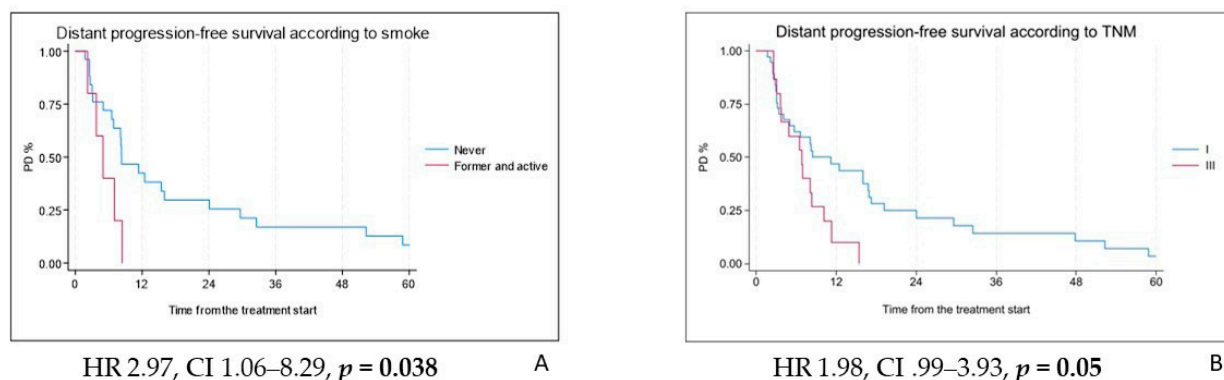 Distant progression-free survival according to smoke
1.00
0.75
0.50
0.25
0.00
PD %
0 12 24 36 48 60
Time from the treatment start
Never
Former and active
HR 2.97, CI 1.06–8.29, p = 0.038 A
Distant progression-free survival according to TNM
1.00
0.75
0.50
0.25
0.00
PD %
0 12 24 36 48 60
Time from the treatment start
I
III
HR 1.98, CI .99–3.93, p = 0.05 B